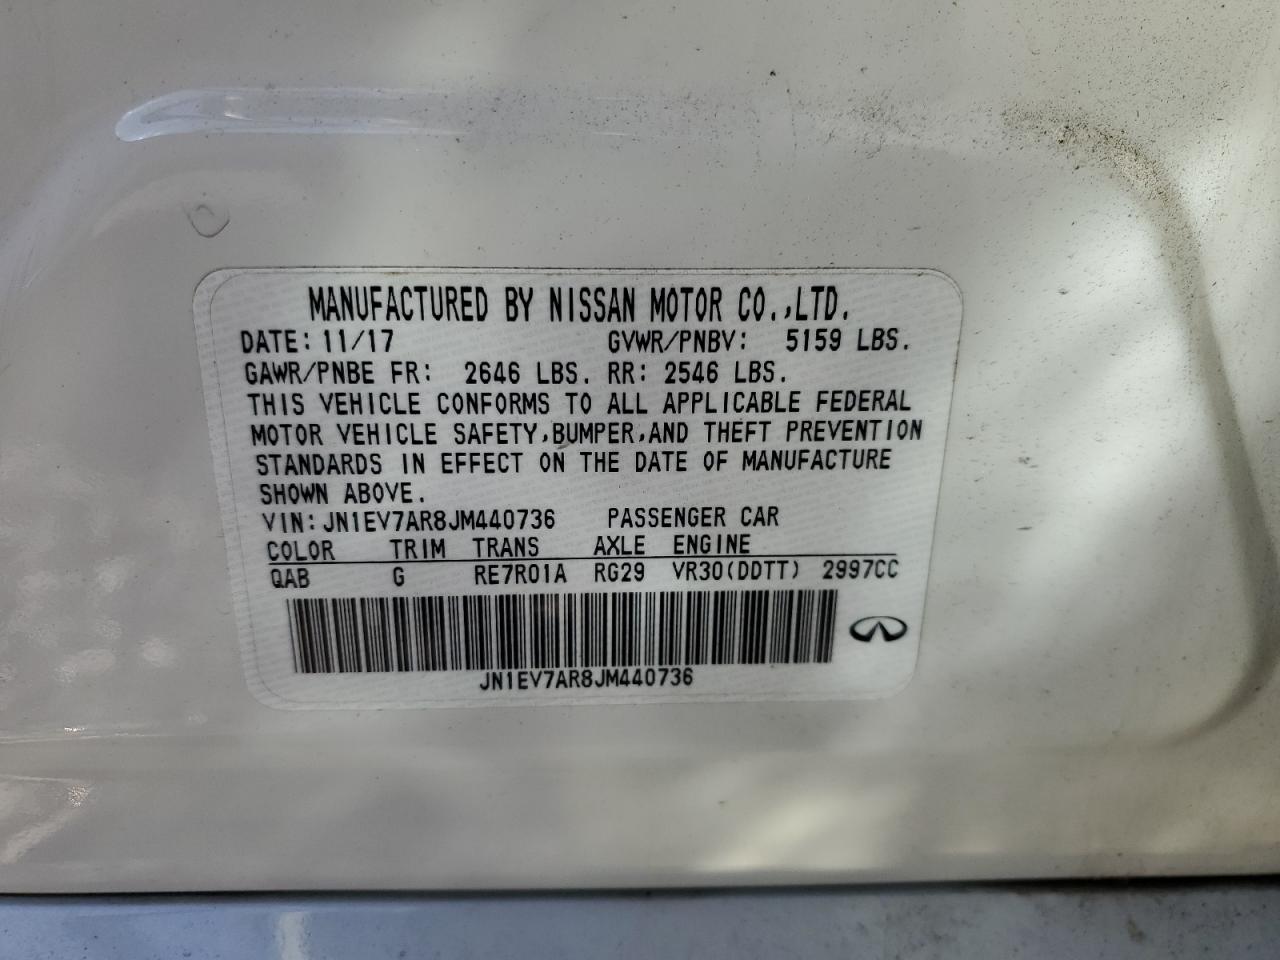 MANUFACTURED BY NISSAN MOTOR CO.,LTD.
DATE: 11/17 GVWR/PNBV: 5159 LBS.
GAWR/PNBE FR: 2646 LBS. RR: 2546 LBS.
THIS VEHICLE CONFORMS TO ALL APPLICABLE FEDERAL
MOTOR VEHICLE SAFETY,BUMPER,AND THEFT PREVENTION
STANDARDS IN EFFECT ON THE DATE OF MANUFACTURE
SHOWN ABOVE.
VIN:JN1EV7AR8JM440736 PASSENGER CAR
COLOR TRIM TRANS AXLE ENGINE
QAB G RE7R01A RG29 VR30(DDTT) 2997CC
JN1EV7AR8JM440736